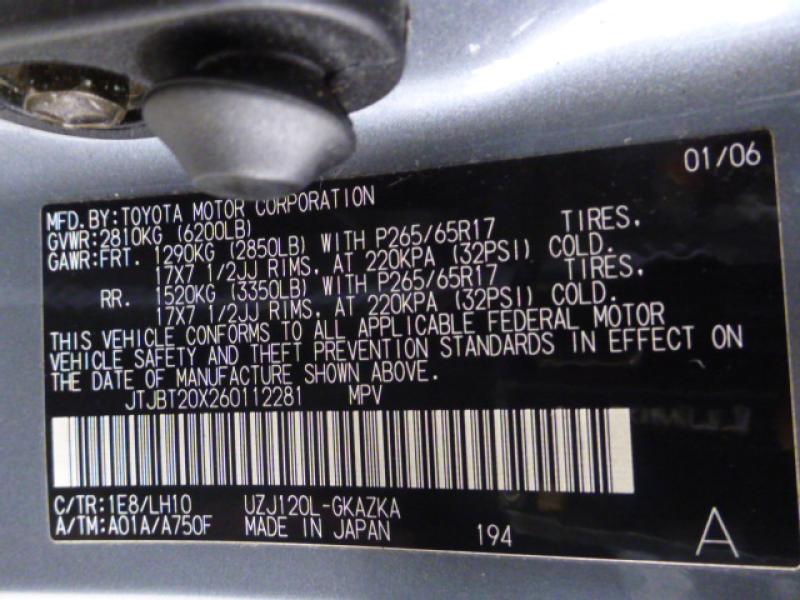 01/06
MFD.BY:TOYOTA MOTOR CORPORATION
GVWR:2810KG (6200LB)
GAWR:FRT. 1290KG (2850LB) WITH P265/65R17 TIRES,
17X7 1/2JJ RIMS, AT 220KPA (32PSI) COLD.
RR. 1520KG (3350LB) WITH P265/65R17 TIRES,
17X7 1/2JJ RIMS, AT 220KPA (32PSI) COLD.
THIS VEHICLE CONFORMS TO ALL APPLICABLE FEDERAL MOTOR
VEHICLE SAFETY AND THEFT PREVENTION STANDARDS IN EFFECT ON
THE DATE OF MANUFACTURE SHOWN ABOVE.
JTJBT20X260112281 MPV
C/TR:1E8/LH10 UZJ120L-GKAZKA
A/TM:A01A/A750F MADE IN JAPAN 194 A